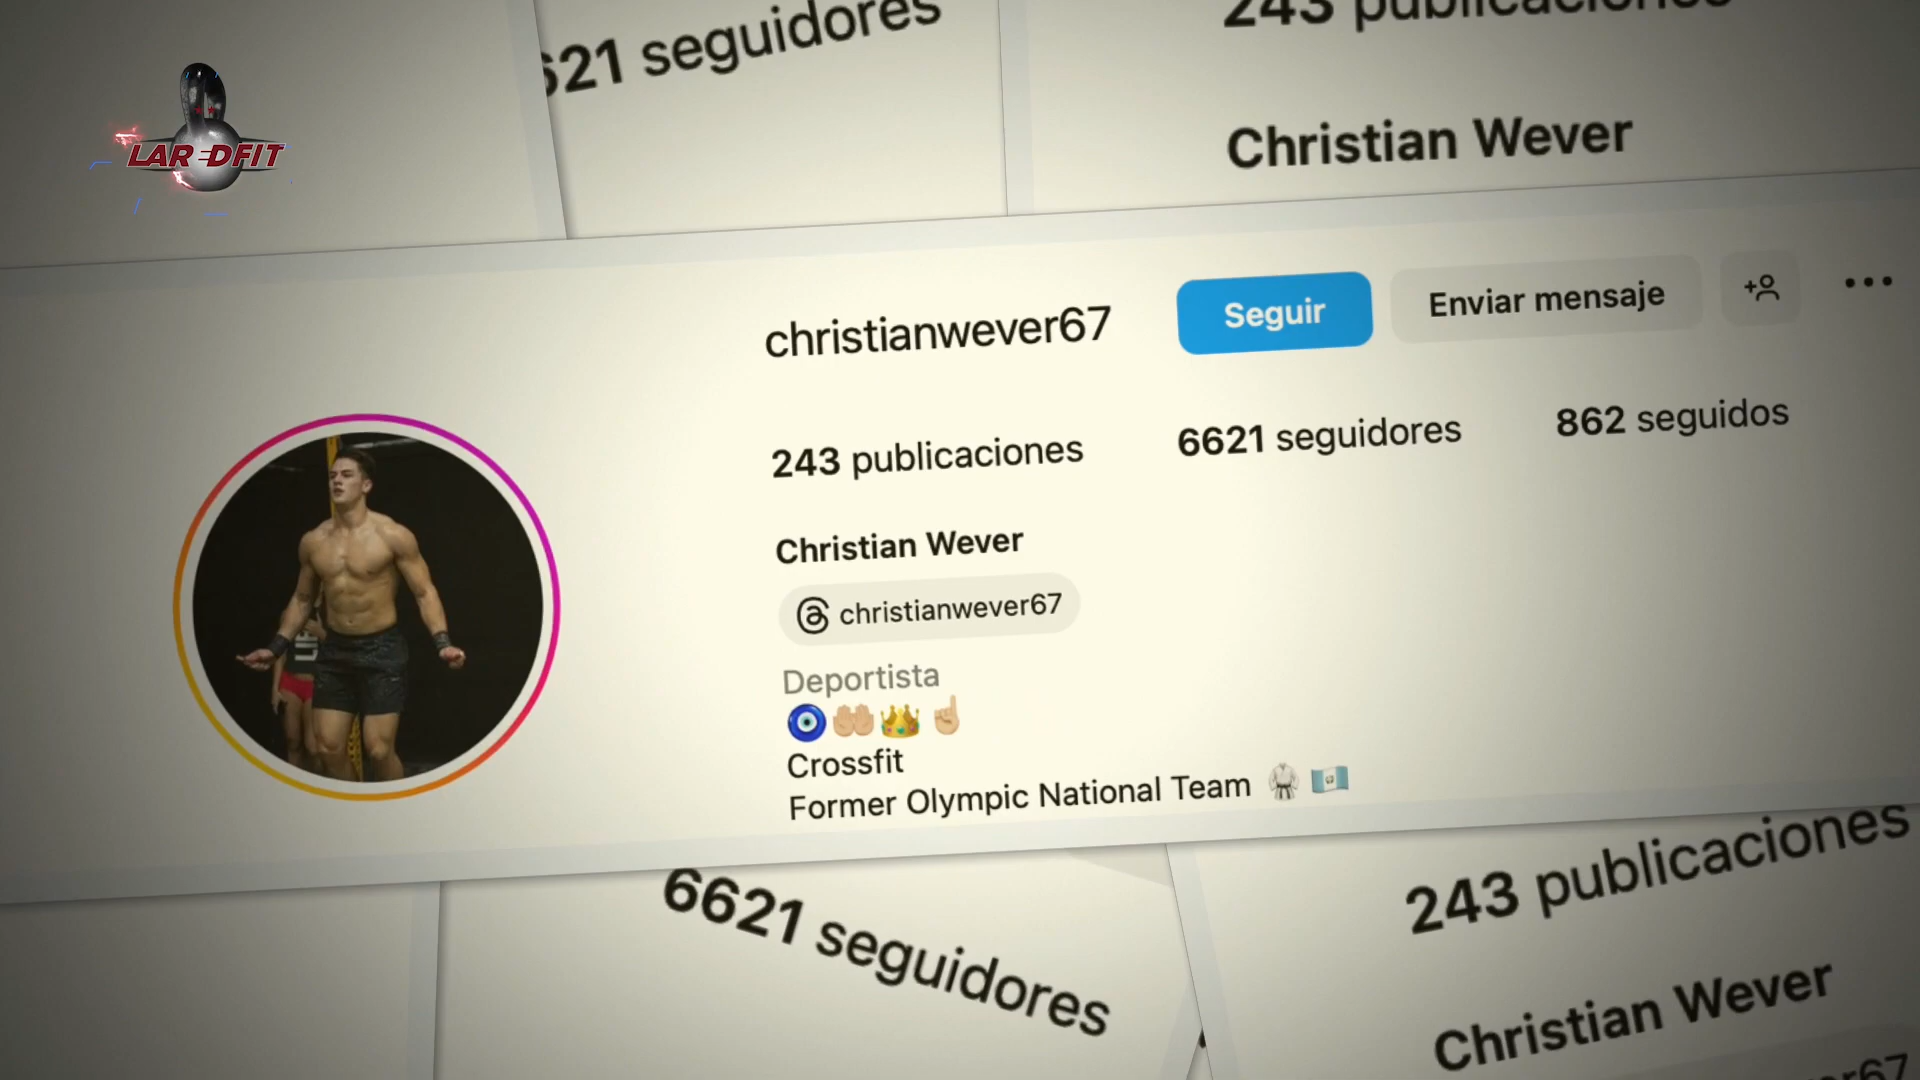 621 seguidores
243 publicaciones
Christian Wever
LAR DFIT
christianwever67
Seguir
Enviar mensaje
243 publicaciones
6621 seguidores
862 seguidos
Christian Wever
christianwever67
Deportista
Crossfit
Former Olympic National Team
6621 seguidores
243 publicaciones
Christian Wever